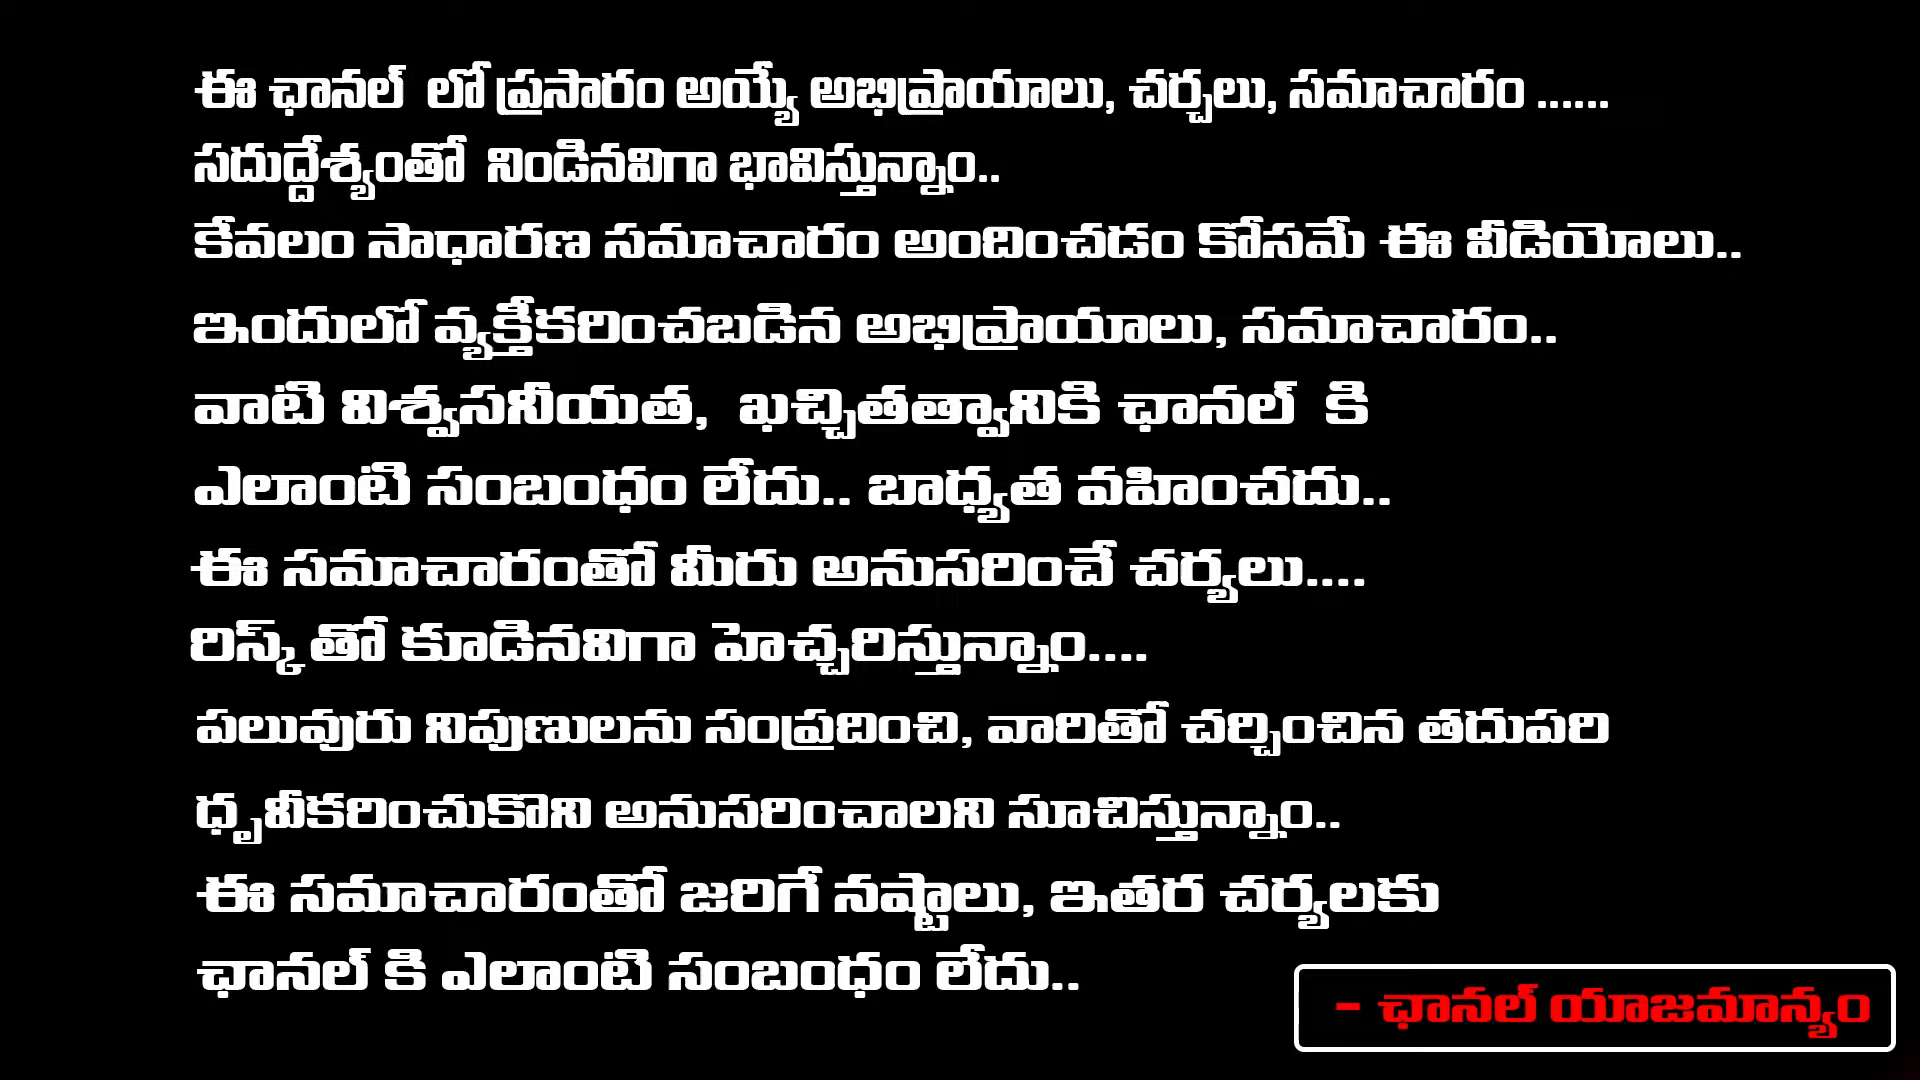 ఈ ఛానల్ లో ప్రసారం అయ్యే అభిప్రాయాలు, చర్చలు, సమాచారం ......
సదుద్దేశ్యంతో నిండినవిగా భావిస్తున్నాం..
కేవలం సాధారణ సమాచారం అందించడం కోసమే ఈ వీడియోలు..
ఇందులో వ్యక్తీకరించబడిన అభిప్రాయాలు, సమాచారం..
వాటి విశ్వసనీయత, ఖచ్చితత్వానికి ఛానల్ కి
ఎలాంటి సంబంధం లేదు.. బాధ్యత వహించదు..
ఈ సమాచారంతో మీరు అనుసరించే చర్యలు....
రిస్క్ తో కూడినవిగా హెచ్చరిస్తున్నాం....
పలువురు నిపుణులను సంప్రదించి, వారితో చర్చించిన తదుపరి
ధృవీకరించుకొని అనుసరించాలని సూచిస్తున్నాం..
ఈ సమాచారంతో జరిగే నష్టాలు, ఇతర చర్యలకు
ఛానల్ కి ఎలాంటి సంబంధం లేదు..
- ఛానల్ యాజమాన్యం